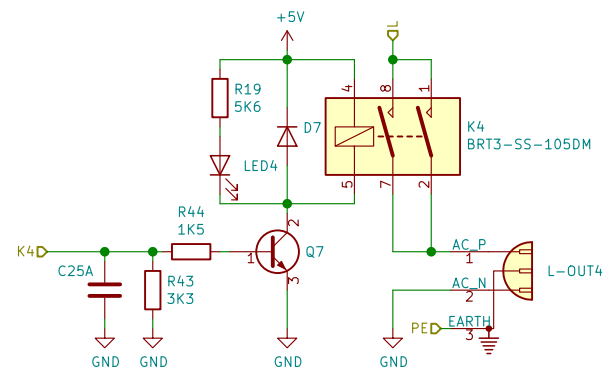 +5V
L
R19
5K6
4
8
1
D7
K4
BRT3-SS-105DM
LED4
5
7
2
R44
1K5
2
K4
1
Q7
AC_P
1
L-OUT4
C25A
R43
3K3
3
AC_N
2
PE
EARTH
3
GND
GND
GND
GND